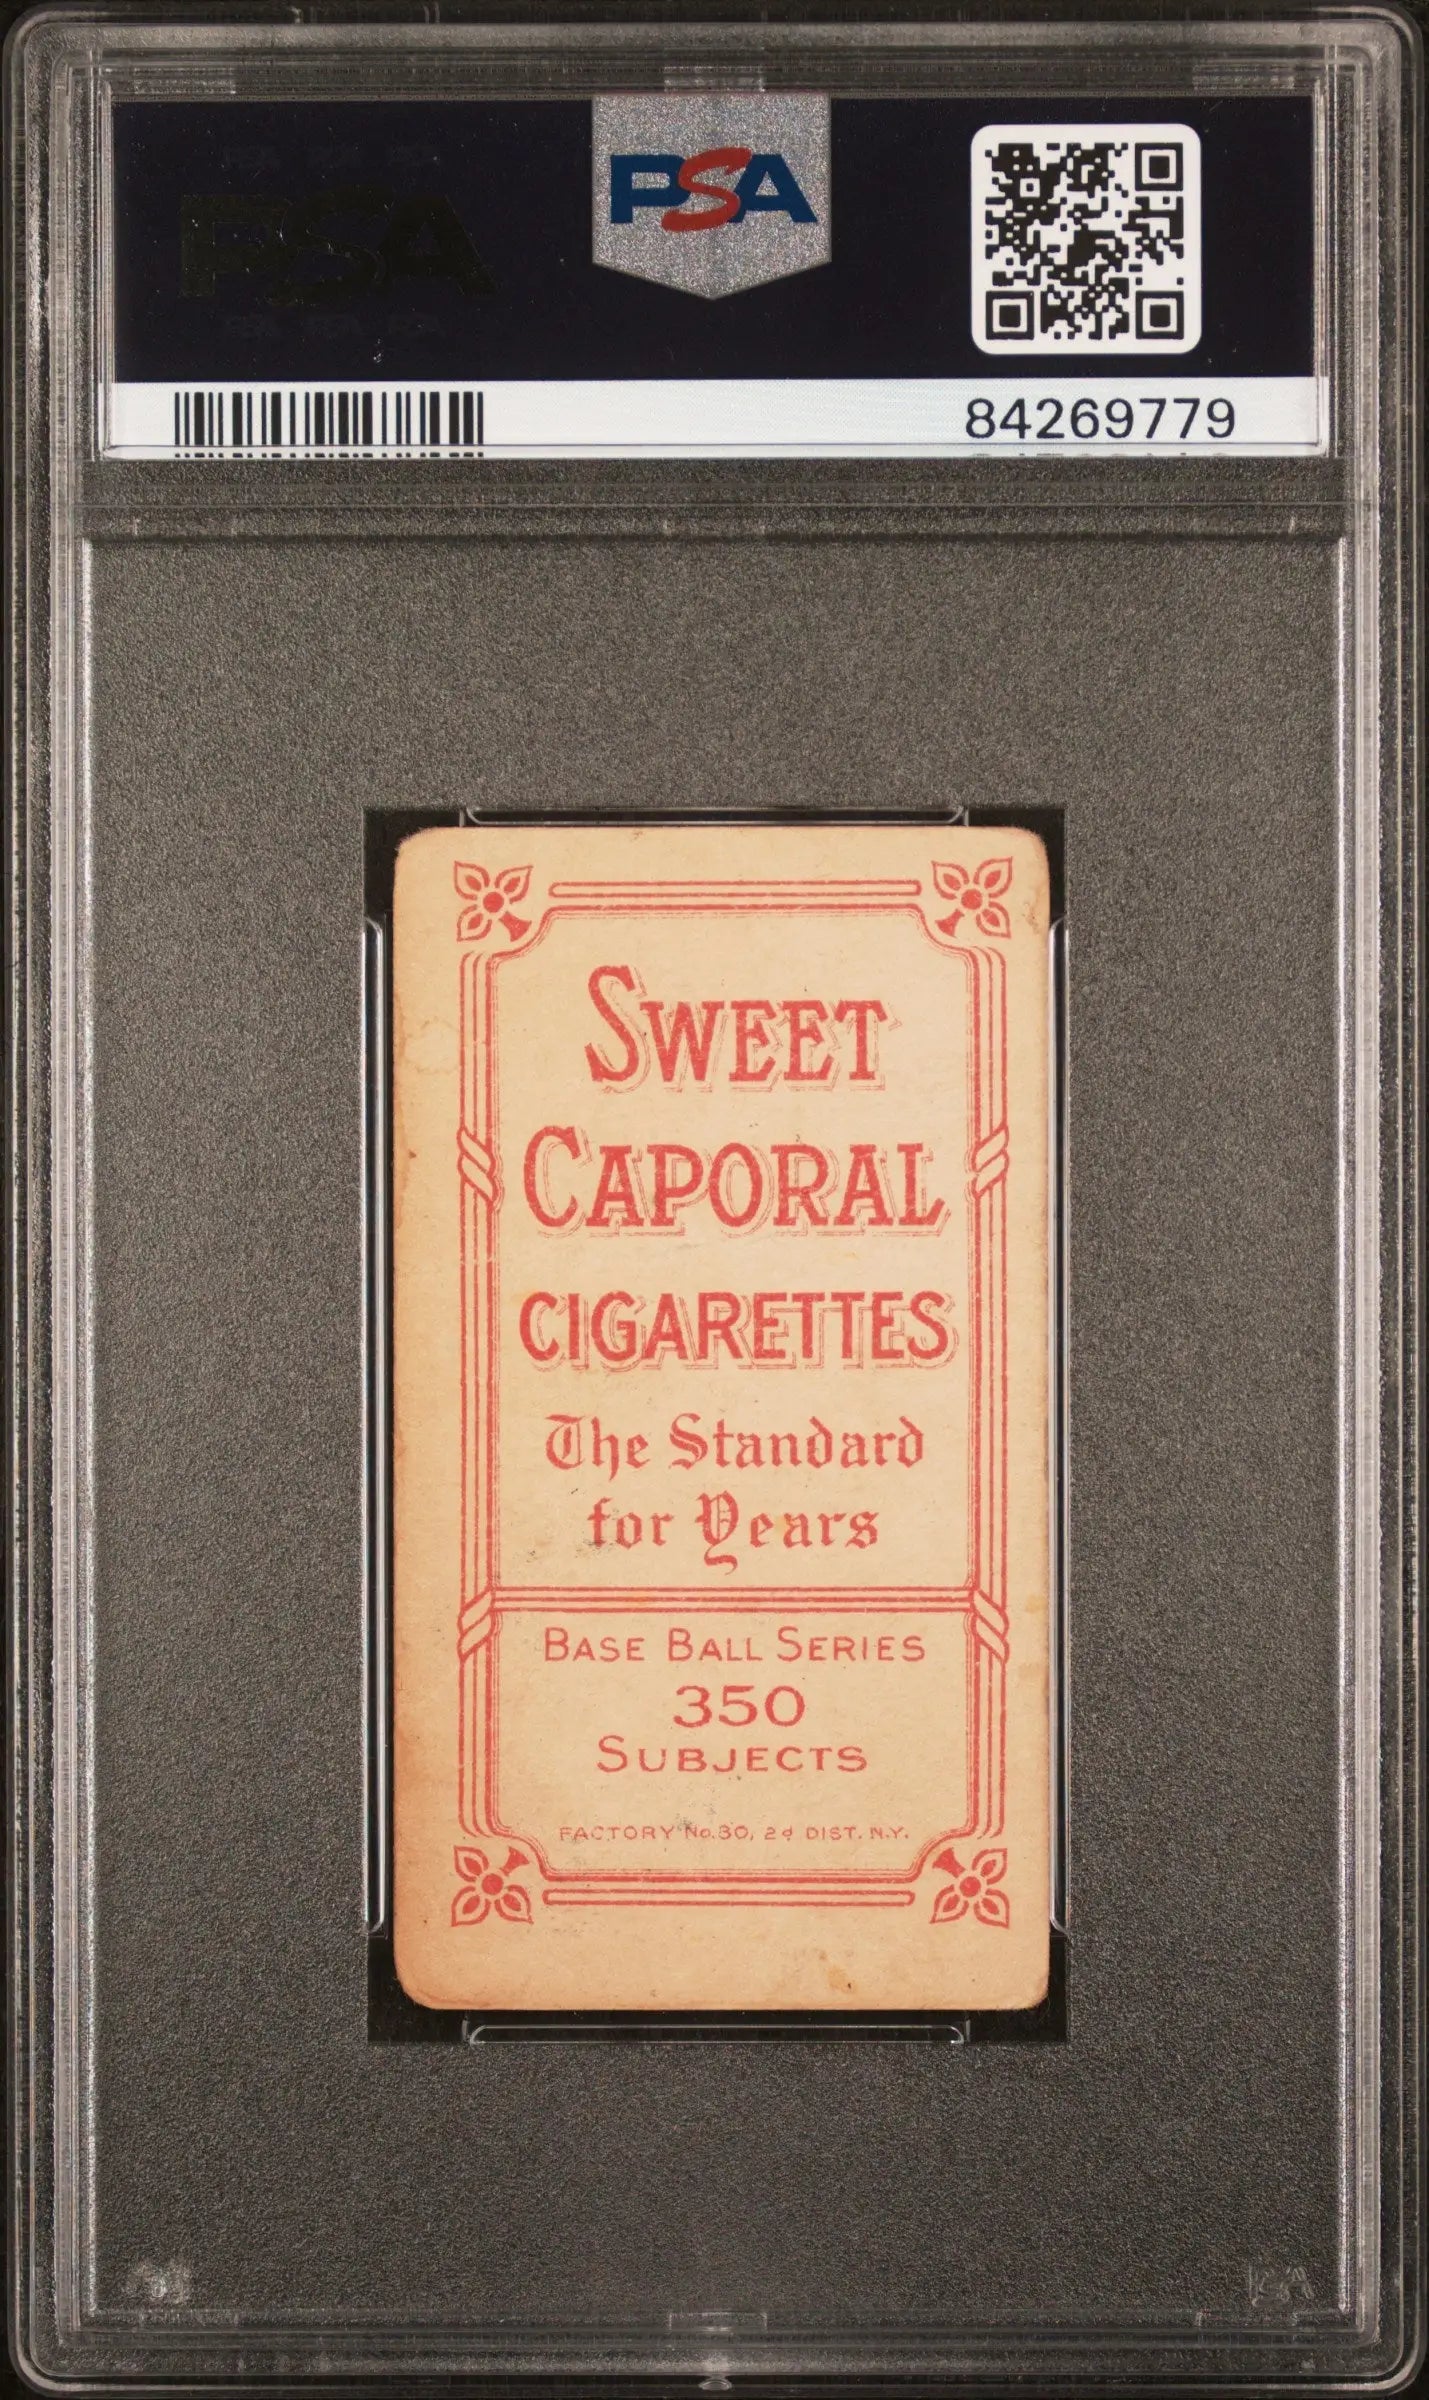 PSA
84269779
SWEET
CAPORAL
CIGARETTES
The Standard
for Years
BASE BALL SERIES
350
SUBJECTS
FACTORY No. 30, 2d DIST. N.Y.